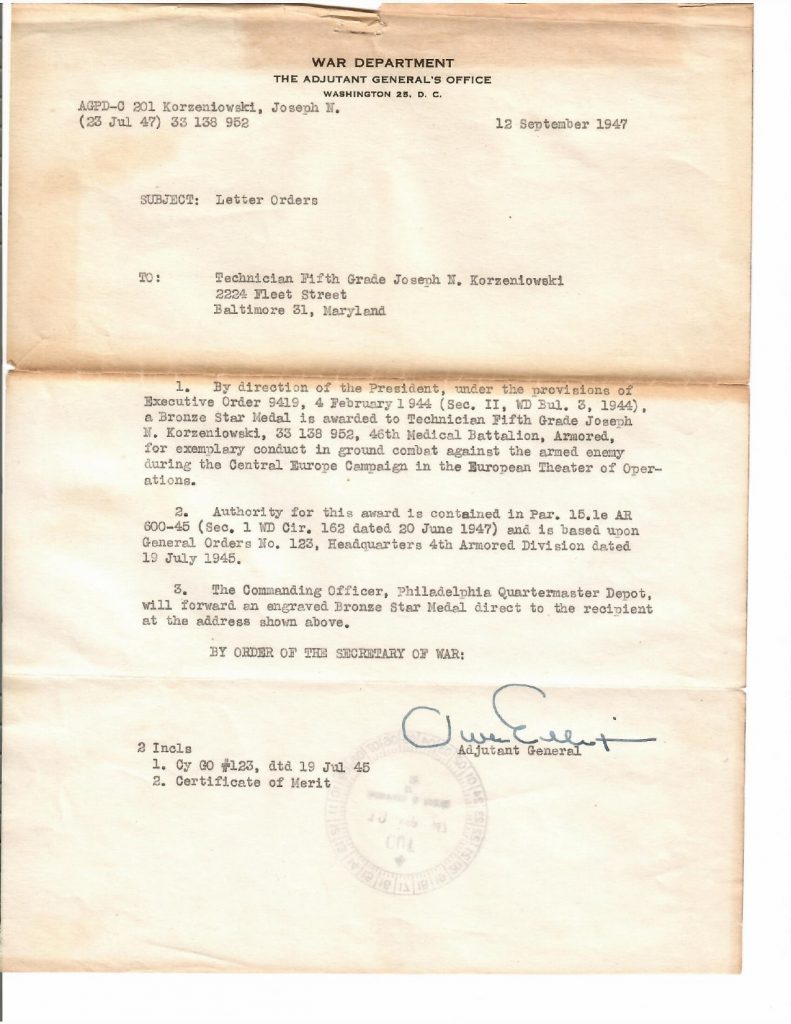 WAR DEPARTMENT
THE ADJUTANT GENERAL'S OFFICE
WASHINGTON 25, D. C.
AGPD-C 201 Korzeniowski, Joseph N.
(23 Jul 47) 33 138 952
12 September 1947
SUBJECT: Letter Orders
TO: Technician Fifth Grade Joseph N. Korzeniowski
2224 Fleet Street
Baltimore 31, Maryland
1. By direction of the President, under the provisions of
Executive Order 9419, 4 February 1944 (Sec. II, WD Bul. 3, 1944),
a Bronze Star Medal is awarded to Technician Fifth Grade Joseph
N. Korzeniowski, 33 138 952, 46th Medical Battalion, Armored,
for exemplary conduct in ground combat against the armed enemy
during the Central Europe Campaign in the European Theater of Oper-
ations.
2. Authority for this award is contained in Par. 15.1e AR
600-45 (Sec. 1 WD Cir. 162 dated 20 June 1947) and is based upon
General Orders No. 123, Headquarters 4th Armored Division dated
19 July 1945.
3. The Commanding Officer, Philadelphia Quartermaster Depot,
will forward an engraved Bronze Star Medal direct to the recipient
at the address shown above.
BY ORDER OF THE SECRETARY OF WAR:
Adjutant General
2 Incls
1. Cy GO #123, dtd 19 Jul 45
2. Certificate of Merit